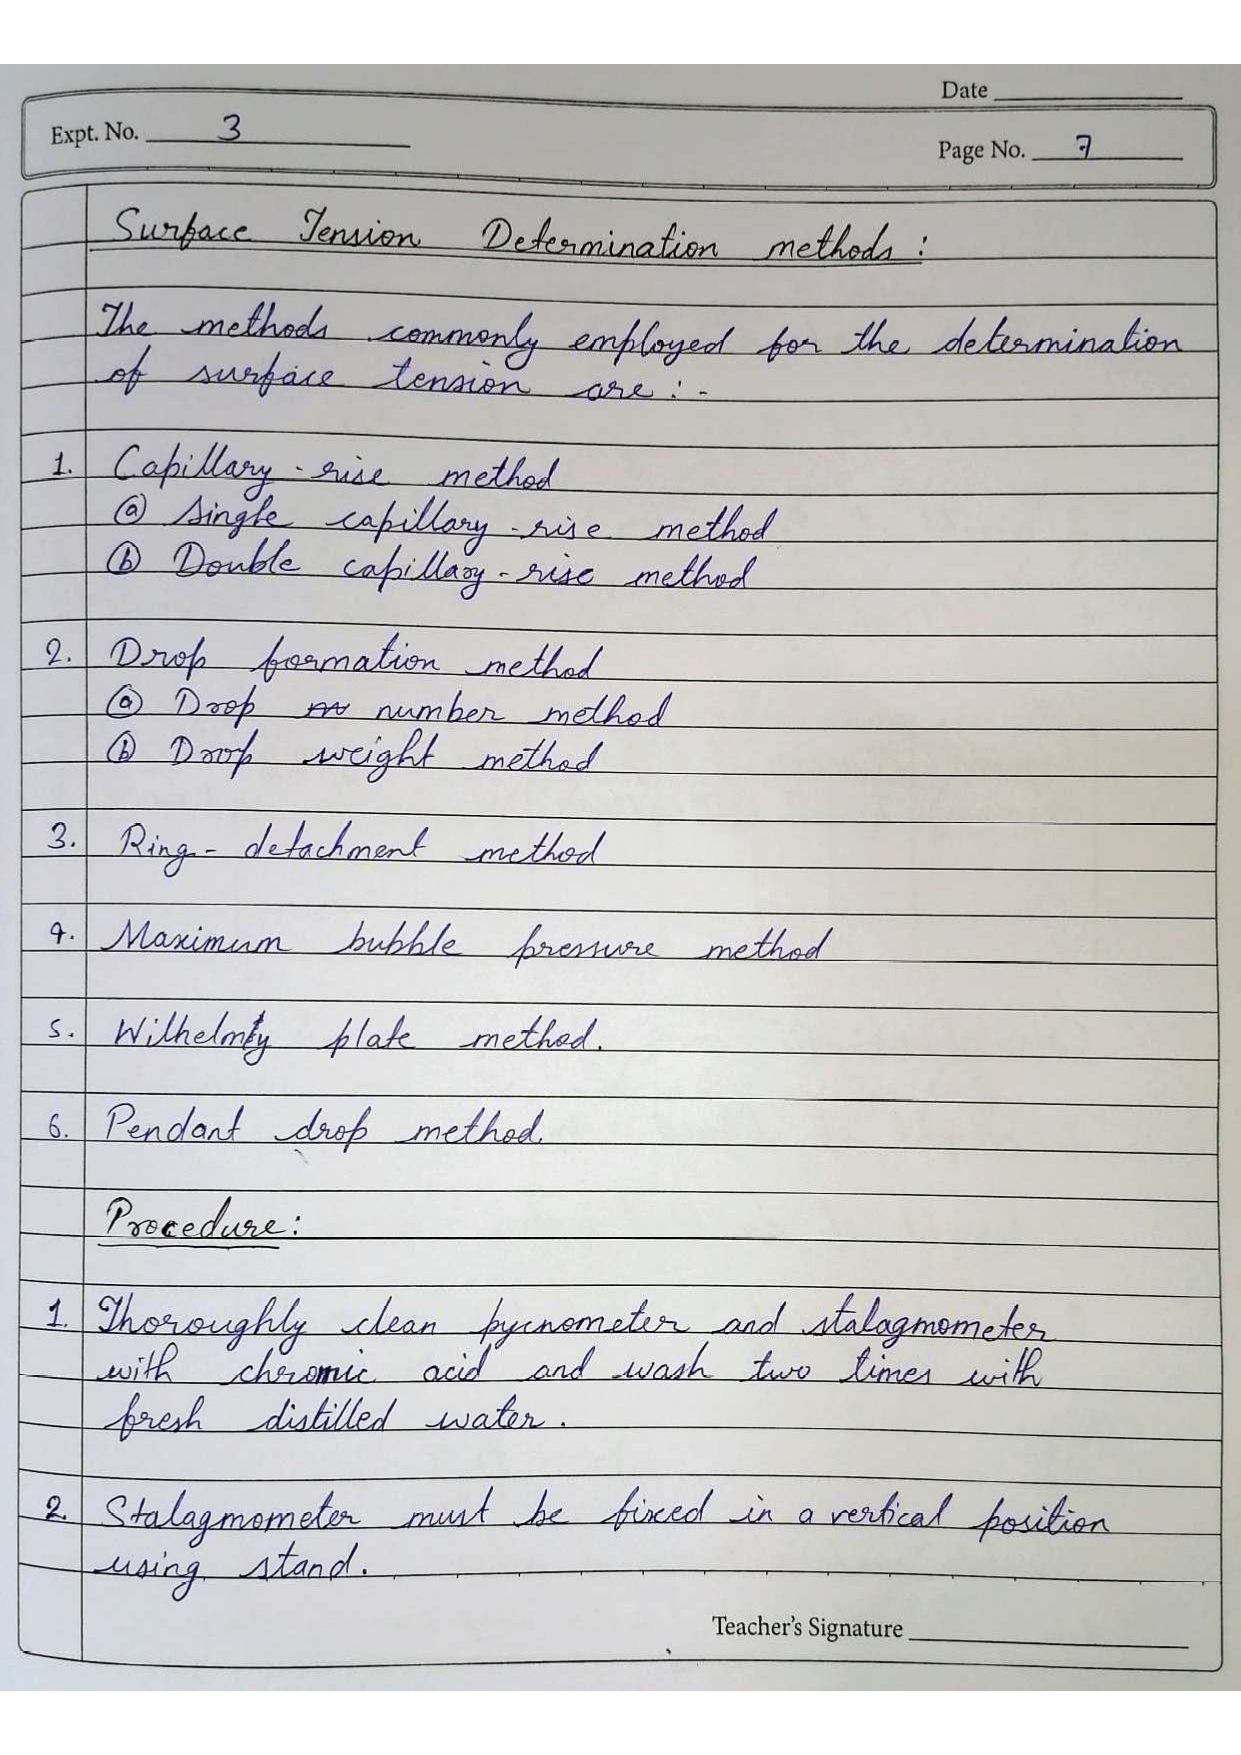 Date
Expt. No. 3
Page No. 7
Surface Tension Determination methods :
The methods commonly employed for the determination
of surface tension are : -
1. Capillary - rise method
ⓐ single capillary - rise method
ⓑ Double capillary - rise method
2. Drop formation method
ⓐ Drop number method
ⓑ Drop weight method
3. Ring - detachment method
4. Maximum bubble pressure method
5. Wilhelmty plate method.
6. Pendant drop method.
Procedure :
1. Thoroughly clean pycnometer and stalagmometer
with chromic acid and wash two times with
fresh distilled water .
2. Stalagmometer must be fixed in a vertical position
using stand.
Teacher's Signature